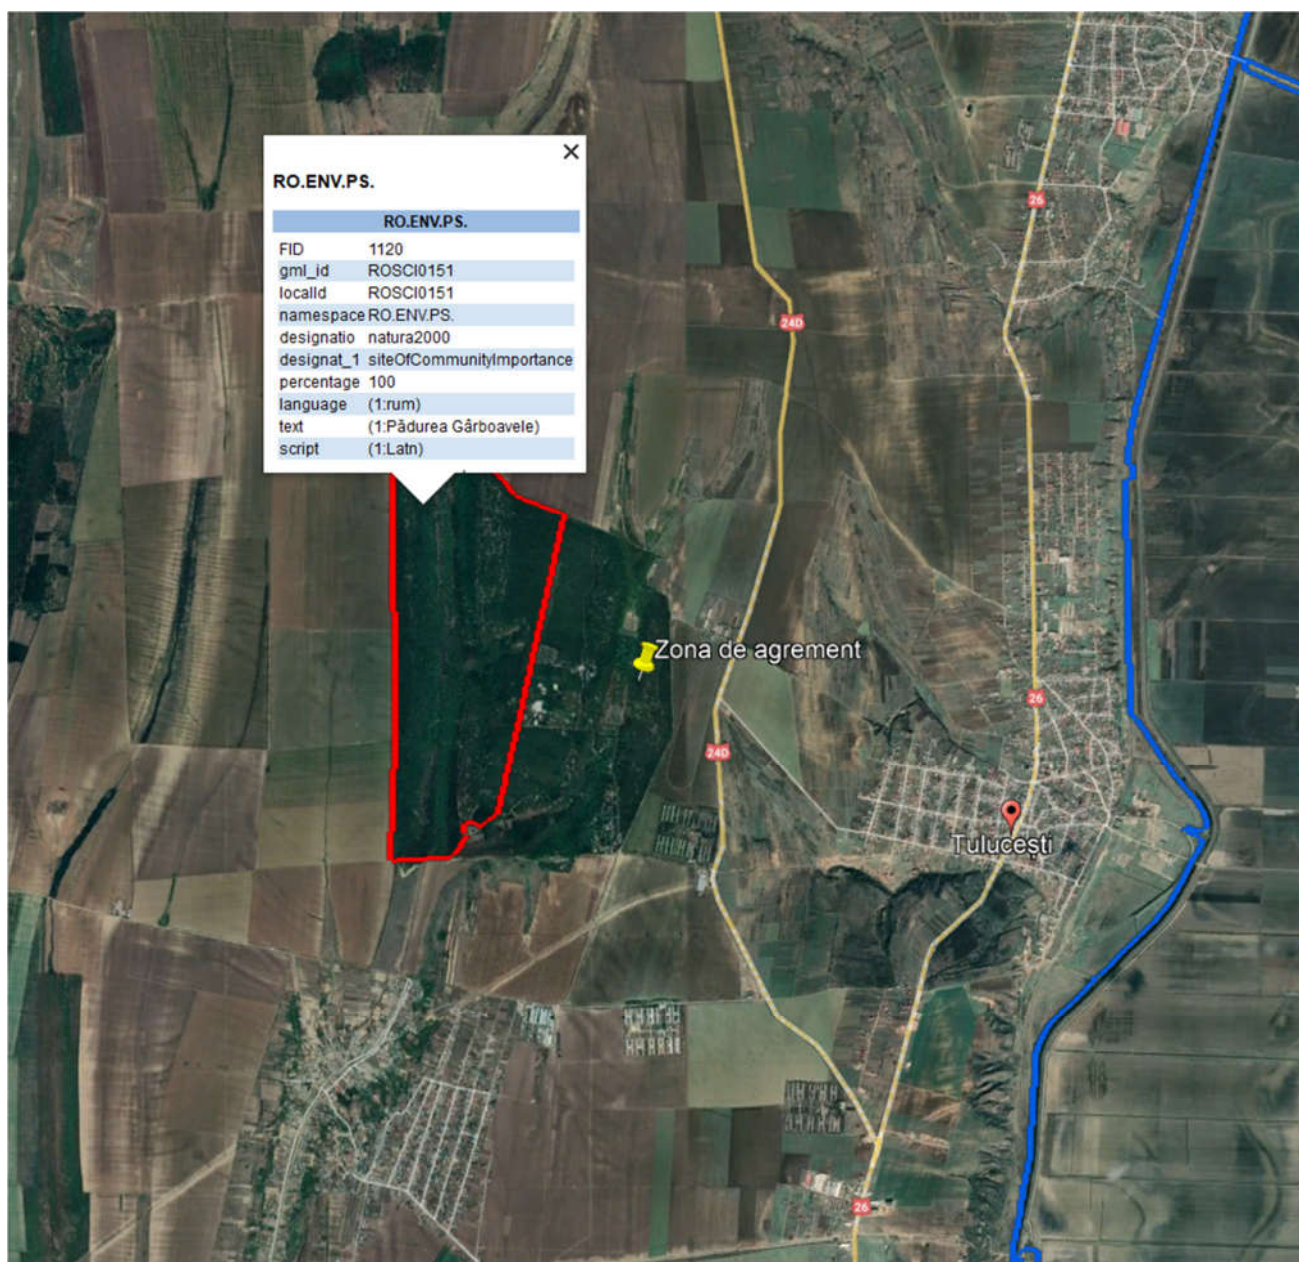 RO.ENV.PS.
RO.ENV.PS.
FID 1120
gml_id ROSCI0151
localId ROSCI0151
namespace RO.ENV.PS.
designatio natura2000
designat_1 siteOfCommunityImportance
percentage 100
language (1:rum)
text (1:Pădurea Gârboavele)
script (1:Latn)
26
24D
Zona de agrement
26
24D
Tulucești
26